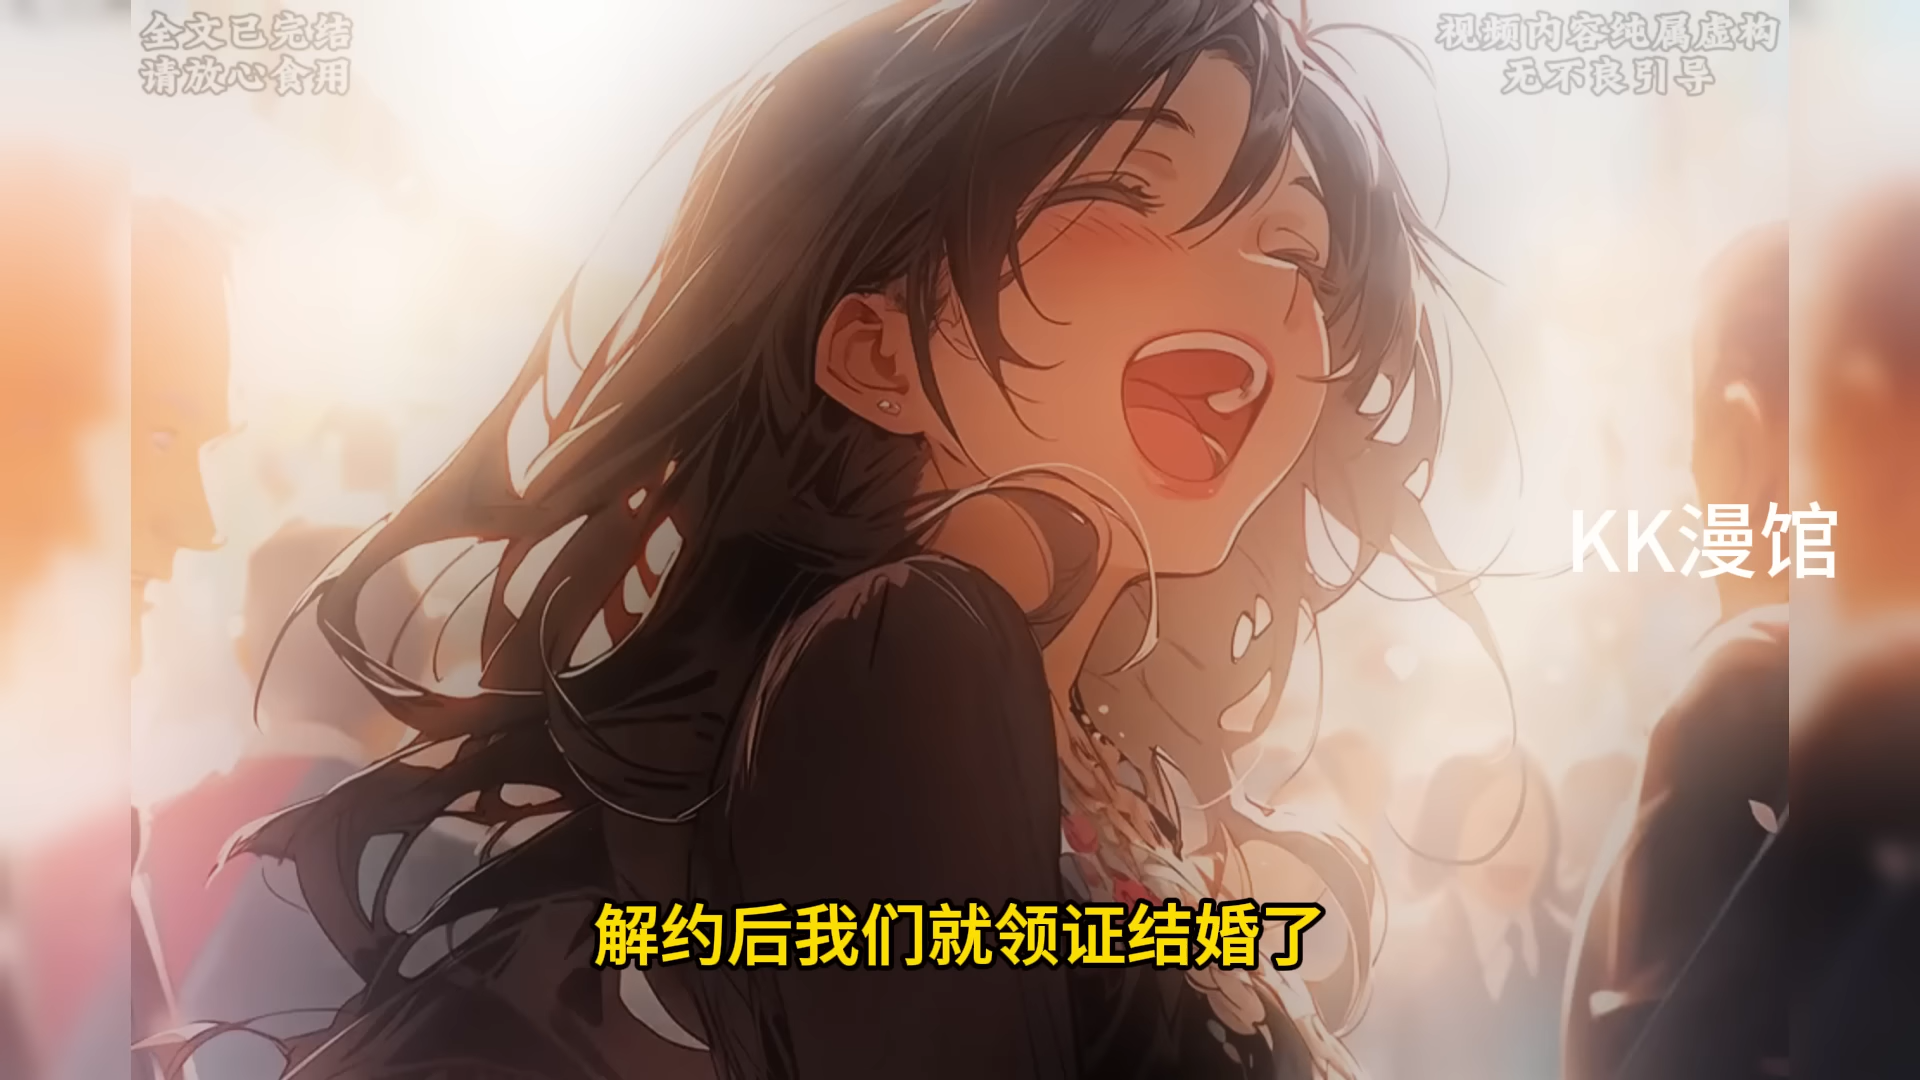 全文已完结
请放心食用
视频内容纯属虚构
无不良引导
KK漫馆
解约后我们就领证结婚了